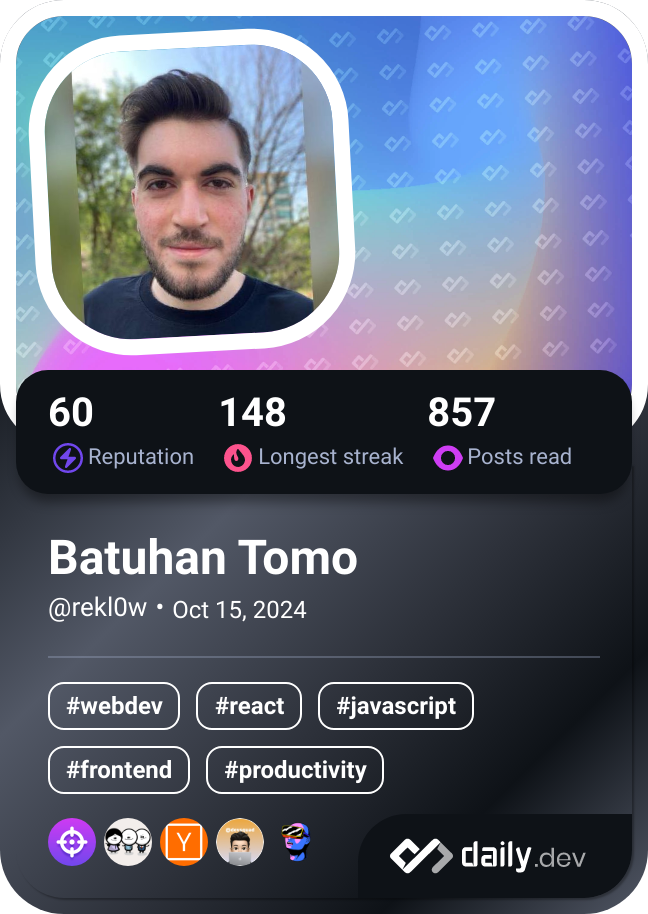 60 148 857
Reputation Longest streak Posts read
Batuhan Tomo
@rekl0w • Oct 15, 2024
#webdev #react #javascript
#frontend #productivity
Y
daily.dev